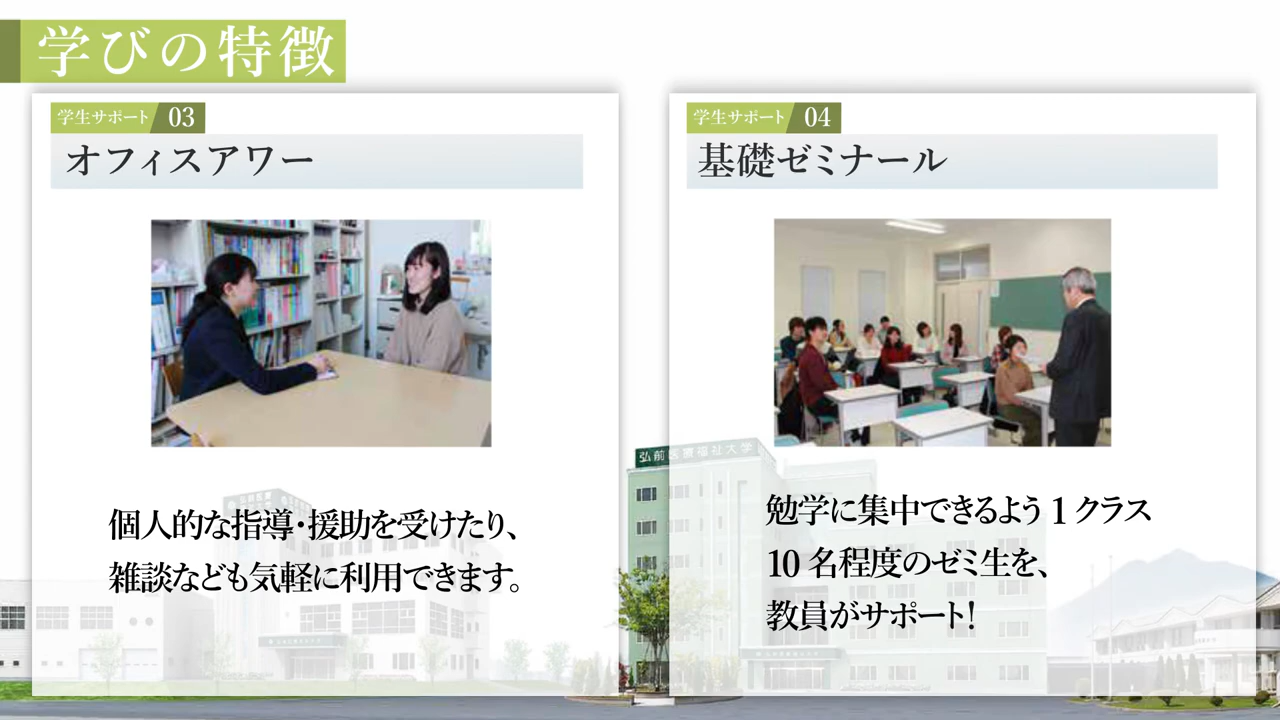 学びの特徴
学生サポート 03
オフィスアワー
個人的な指導・援助を受けたり、
雑談なども気軽に利用できます。
学生サポート 04
基礎ゼミナール
勉学に集中できるよう1クラス
10名程度のゼミ生を、
教員がサポート!
弘前医療福祉大学